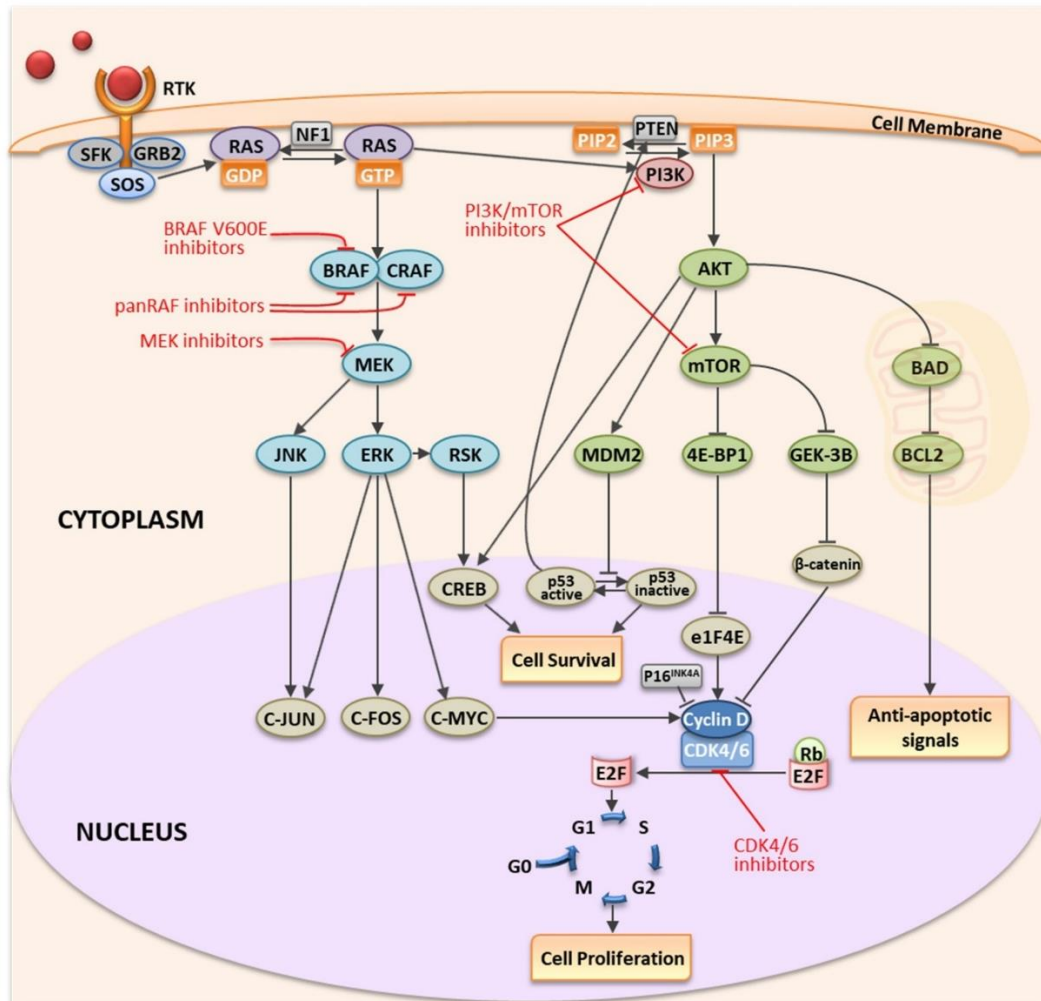 RTK
Cell Membrane
SFK
GRB2
SOS
RAS
GDP
NF1
RAS
GTP
PIP2
PTEN
PIP3
PI3K
BRAF V600E
inhibitors
PI3K/mTOR
inhibitors
BRAF
CRAF
AKT
panRAF inhibitors
MEK inhibitors
MEK
mTOR
BAD
JNK
ERK
RSK
MDM2
4E-BP1
GEK-3B
BCL2
CYTOPLASM
β-catenin
CREB
p53
active
p53
inactive
e1F4E
Cell Survival
P16INK4A
C-JUN
C-FOS
C-MYC
Cyclin D
CDK4/6
Anti-apoptotic
signals
Rb
E2F
E2F
NUCLEUS
G1
S
G0
M
G2
CDK4/6
inhibitors
Cell Proliferation